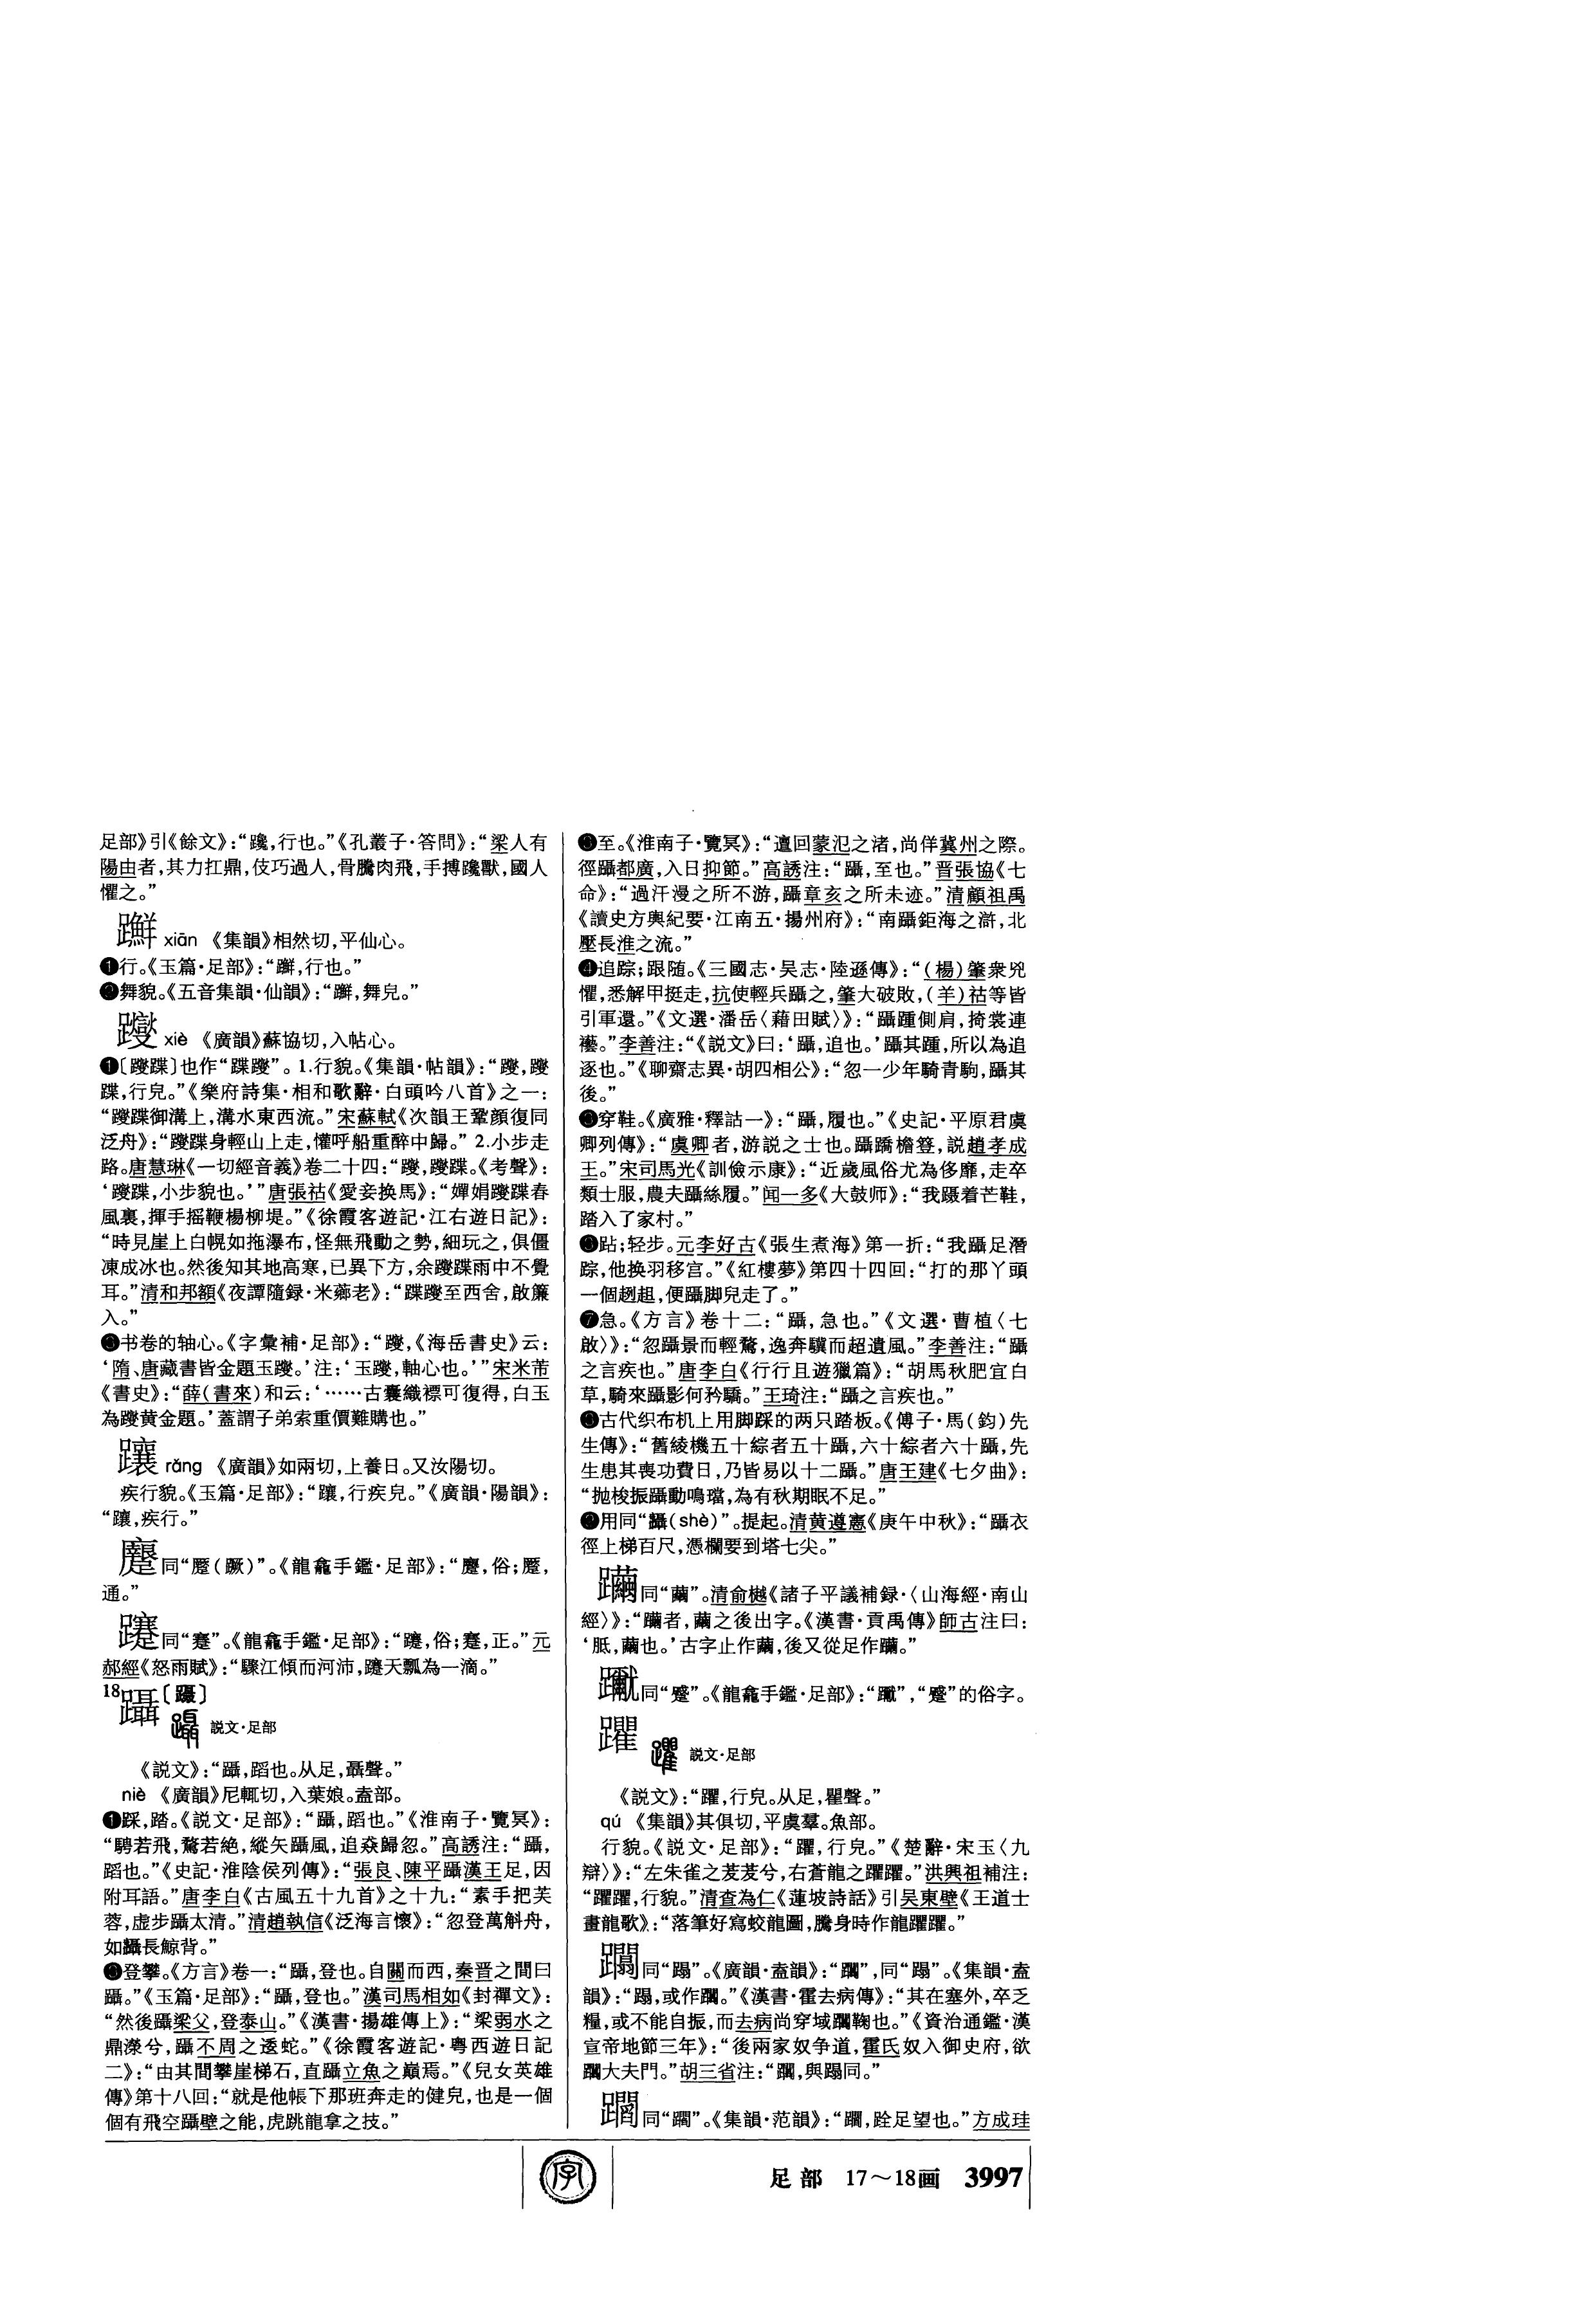 足部》引《餘文》：“躨，行也。”《孔叢子·答問》：“梁人有
陽由者，其力扛鼎，伎巧過人，骨騰肉飛，手搏獸，國人
懼之。”
xiān 《集韻》相然切，平仙心。
❶行。《玉篇·足部》：“，行也。”
❷舞貌。《五音集韻·仙韻》：“，舞皃。”
躞 xiè 《廣韻》蘇協切，入帖心。
❶〔躞蹀〕也作“蹀躞”。1.行貌。《集韻·帖韻》：“躞，躞
蹀，行皃。”《樂府詩集·相和歌辭·白頭吟八首》之一：
“躞蹀御溝上，溝水東西流。”宋蘇軾《次韻王鞏顔復同
泛舟》：“躞蹀身輕山上走，懽呼船重醉中歸。” 2.小步走
路。唐慧琳《一切經音義》卷二十四：“躞，躞蹀。《考聲》：
‘躞蹀，小步貌也。’”唐張祜《愛妾换馬》：“嬋娟躞蹀春
風裏，揮手摇鞭楊柳堤。”《徐霞客遊記·江右遊日記》：
“時見崖上白幌如拖瀑布，怪無飛動之勢，細玩之，俱僵
凍成冰也。然後知其地高寒，已異下方，余躞蹀雨中不覺
耳。”清和邦額《夜譚隨録·米薌老》：“蹀躞至西舍，啟簾
入。”
書卷的轴心。《字彙補·足部》：“躞，《海岳書史》云：
‘隋、唐藏書皆金題玉躞。’注：‘玉躞，軸心也。’”宋米芾
《書史》：“薛（書來）和云：‘……古囊織褾可復得，白玉
為躞黄金題。’蓋謂子弟索重價難購也。”
躟 rǎng 《廣韻》如兩切，上養日。又汝陽切。
疾行貌。《玉篇·足部》：“躟，行疾皃。”《廣韻·陽韻》：
“躟，疾行。”
同“蹷（蹶）”。《龍龕手鑑·足部》：“，俗；蹷，
通。”
同“蹇”。《龍龕手鑑·足部》：“，俗；蹇，正。”元
郝經《怒雨賦》：“驟江傾而河沛，天瓢為一滴。”
18 躡〔蹑〕
説文·足部
《説文》：“躡，蹈也。从足，聶聲。”
niè 《廣韻》尼輒切，入葉娘。盍部。
❶踩，踏。《説文·足部》：“躡，蹈也。”《淮南子·覽冥》：
“騁若飛，騖若絶，縱矢躡風，追猋歸忽。”高誘注：“躡，
蹈也。”《史記·淮陰侯列傳》：“張良、陳平躡漢王足，因
附耳語。”唐李白《古風五十九首》之十九：“素手把芙
蓉，虚步躡太清。”清趙執信《泛海言懷》：“忽登萬斛舟，
如躡長鯨背。”
登攀。《方言》卷一：“躡，登也。自關而西，秦晋之間曰
躡。”《玉篇·足部》：“躡，登也。”漢司馬相如《封禪文》：
“然後躡梁父，登泰山。”《漢書·揚雄傳上》：“梁弱水之
鼎濙兮，躡不周之逶蛇。”《徐霞客遊記·粤西遊日記
二》：“由其間攀崖梯石，直躡立魚之巔焉。”《兒女英雄
傳》第十八回：“就是他帳下那班奔走的健兒，也是一個
個有飛空躡壁之能，虎跳龍拿之技。”
至。《淮南子·覽冥》：“邅回蒙汜之渚，尚佯冀州之際。
徑躡都廣，入日抑節。”高誘注：“躡，至也。”晋張協《七
命》：“過汗漫之所不游，躡章亥之所未迹。”清顧祖禹
《讀史方輿紀要·江南五·揚州府》：“南躡鉅海之滸，北
壓長淮之流。”
❹追踪；跟随。《三國志·吴志·陸遜傳》：“（楊）肇衆兇
懼，悉解甲挺走，抗使輕兵躡之，肇大破敗，（羊）祜等皆
引軍還。”《文選·潘岳〈藉田賦〉》：“躡踵側肩，掎裳連
襼。”李善注：“《説文》曰：‘躡，追也。’躡其踵，所以為追
逐也。”《聊齋志異·胡四相公》：“忽一少年騎青駒，躡其
後。”
穿鞋。《廣雅·釋詁一》：“躡，履也。”《史記·平原君虞
卿列傳》：“虞卿者，游説之士也。躡蹻檐簦，説趙孝成
王。”宋司馬光《訓儉示康》：“近歲風俗尤為侈靡，走卒
類士服，農夫躡絲履。”闻一多《大鼓师》：“我蹑着芒鞋，
踏入了家村。”
跕；轻步。元李好古《張生煮海》第一折：“我躡足潛
踪，他换羽移宫。”《紅樓夢》第四十四回：“打的那丫頭
一個趔趄，便躡脚兒走了。”
❼急。《方言》卷十二：“躡，急也。”《文選·曹植〈七
啟〉》：“忽躡景而輕騖，逸奔驥而超遺風。”李善注：“躡
之言疾也。”唐李白《行行且遊獵篇》：“胡馬秋肥宜白
草，騎來躡影何矜驕。”王琦注：“躡之言疾也。”
古代织布机上用脚踩的两只踏板。《傅子·馬（鈞）先
生傳》：“舊綾機五十綜者五十躡，六十綜者六十躡，先
生患其喪功費日，乃皆易以十二躡。”唐王建《七夕曲》：
“抛梭振躡動鳴璫，為有秋期眠不足。”
用同“攝（shè）”。提起。清黄遵憲《庚午中秋》：“躡衣
徑上梯百尺，憑欄要到塔七尖。”
同“繭”。清俞樾《諸子平議補録·〈山海經·南山
經〉》：“者，繭之後出字。《漢書·貢禹傳》師古注曰：
‘胝，繭也。’古字止作繭，後又從足作。”
同“躄”。《龍龕手鑑·足部》：“”，“”的俗字。
躣 説文·足部
《説文》：“躣，行皃。从足，瞿聲。”
qú 《集韻》其俱切，平虞羣。魚部。
行貌。《説文·足部》：“躣，行皃。”《楚辭·宋玉〈九
辯〉》：“左朱雀之茇茇兮，右蒼龍之躣躣。”洪興祖補注：
“躣躣，行貌。”清查為仁《蓮坡詩話》引吴東壁《王道士
畫龍歌》：“落筆好寫蛟龍圖，騰身時作龍躣躣。”
躢同“蹋”。《廣韻·盍韻》：“躢”，同“蹋”。《集韻·盍
韻》：“蹋，或作躢。”《漢書·霍去病傳》：“其在塞外，卒乏
糧，或不能自振，而去病尚穿域躢鞠也。”《資治通鑑·漢
宣帝地節三年》：“後兩家奴争道，霍氏奴入御史府，欲
躢大夫門。”胡三省注：“躢，與蹋同。”
同“”。《集韻·范韻》：“，跧足望也。”方成珪
足部 17～18画 3997